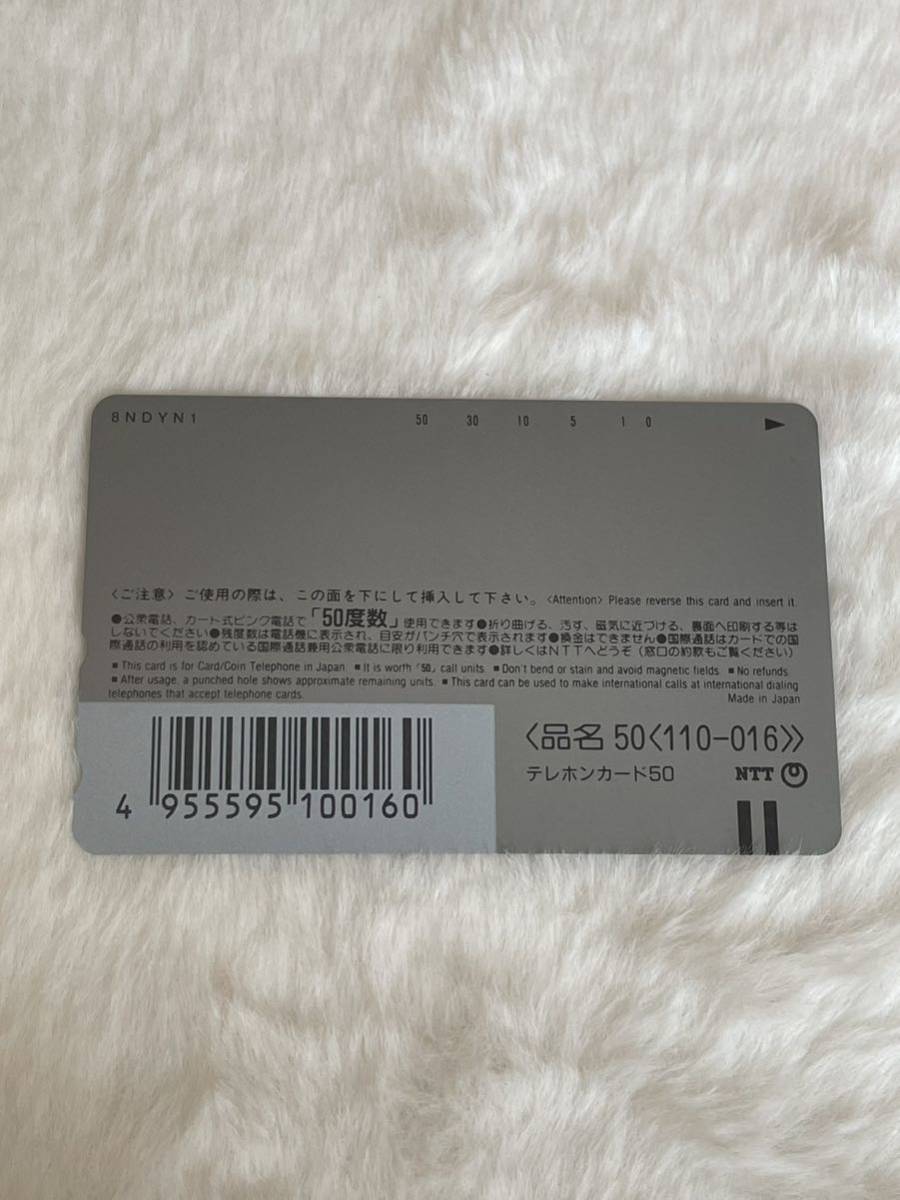 8NDYN1 50 30 10 5 1 0
〈ご注意〉ご使用の際は、この面を下にして挿入して下さい。〈Attention〉Please reverse this card and insert it.
●公衆電話、カード式ピンク電話で「50度数」使用できます●折り曲げる、汚す、磁気に近づける、裏面へ印刷する等は
しないでください●残度数は電話機に表示され、目安がパンチ穴で表示されます●換金はできません●国際通話はカードでの国
際通話の利用を認めている国際通話兼用公衆電話に限り利用できます●詳しくはNTTへどうぞ（窓口の約款もご覧ください）
■ This card is for Card/Coin Telephone in Japan. ■ It is worth「50」call units. ■ Don't bend or stain and avoid magnetic fields. ■ No refunds.
■ After usage, a punched hole shows approximate remaining units. ■ This card can be used to make international calls at international dialing
telephones that accept telephone cards. Made in Japan
4 955595 100160
〈品名 50〈110-016〉〉
テレホンカード50 NTT